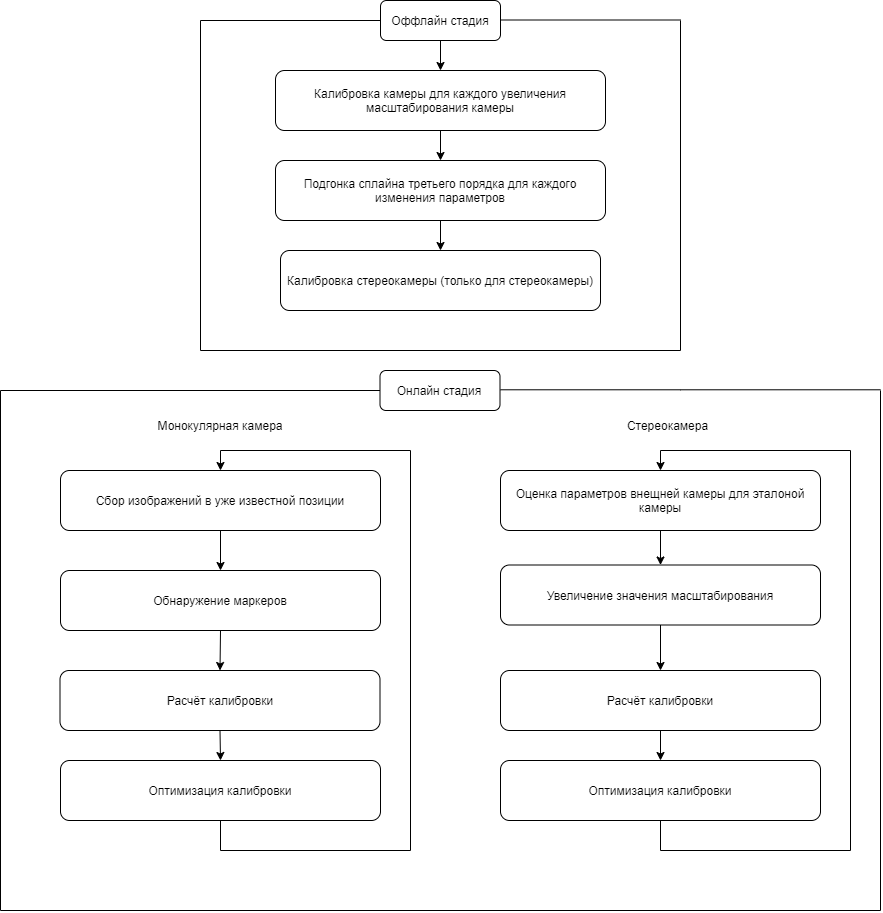 Оффлайн стадия
Калибровка камеры для каждого увеличения
масштабирования камеры
Подгонка сплайна третьего порядка для каждого
изменения параметров
Калибровка стереокамеры (только для стереокамеры)
Онлайн стадия
Монокулярная камера
Сбор изображений в уже известной позиции
Обнаружение маркеров
Расчёт калибровки
Оптимизация калибровки
Стереокамера
Оценка параметров внещней камеры для эталоной
камеры
Увеличение значения масштабирования
Расчёт калибровки
Оптимизация калибровки